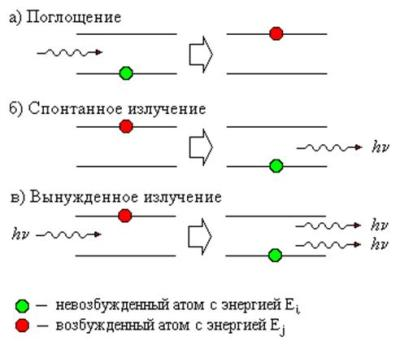 а) Поглощение
б) Спонтанное излучение
hν
в) Вынужденное излучение
hν
hν
hν
— невозбужденный атом с энергией Ei
— возбужденный атом с энергией Ej